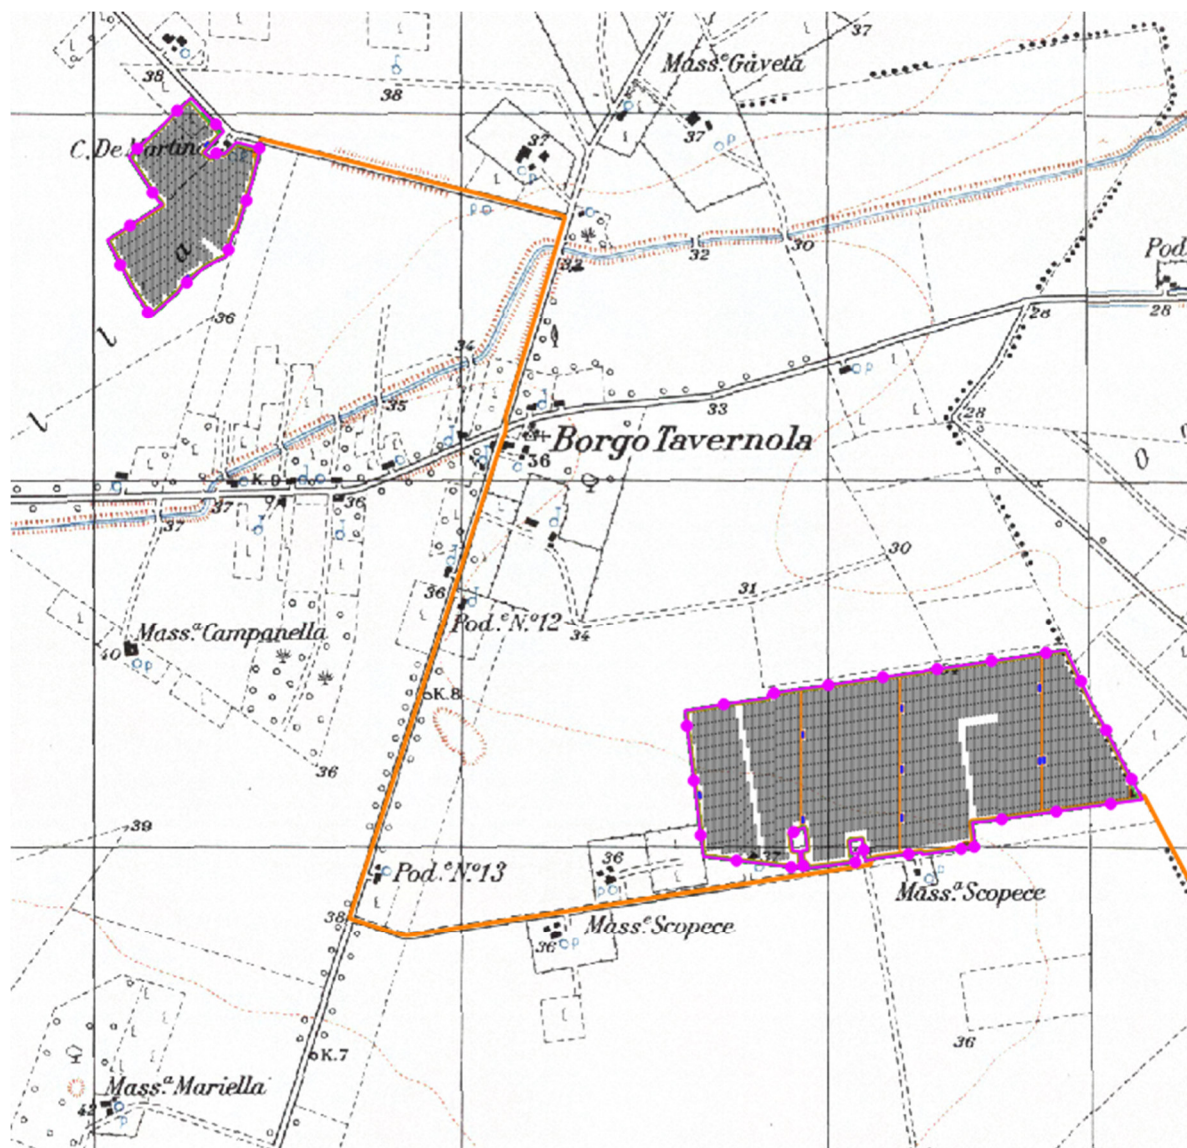 37
38
Mass.ᵉ Gàveta
38
37
37
C. De Martino
30
32
32
Pod.
a
36
26
28
l
34
35
33
28
l
Borgo Tavernola
36
O
K.9
37
36
37
30
31
36
Pod.ᵉ N.º 12
34
Mass.ª Campanella
40
K.8
36
39
37
36
Pod.ᵉ N.º 13
38
Mass.ª Scopece
Mass.ᵉ Scopece
36
36
K.7
Mass.ª Mariella
42